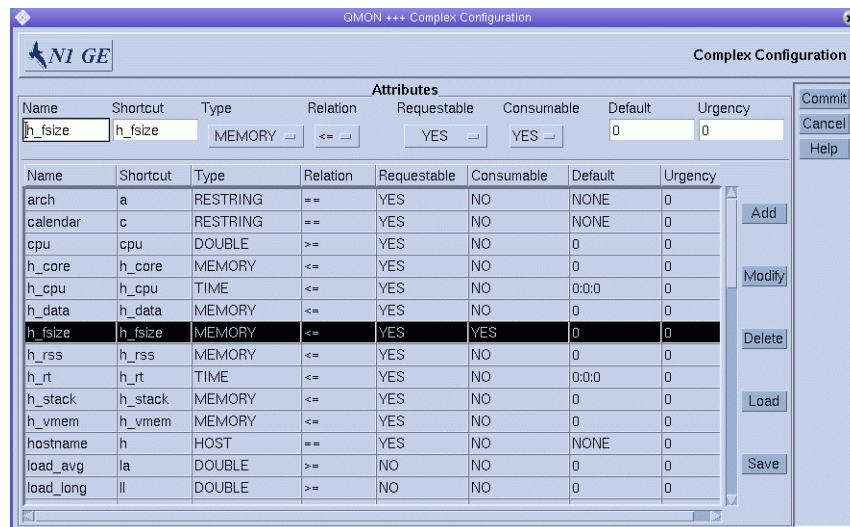 QMON +++ Complex Configuration
N1 GE
Complex Configuration
Attributes
Name Shortcut Type Relation Requestable Consumable Default Urgency
h_fsize h_fsize MEMORY <= YES YES 0 0
Commit
Cancel
Help
Name Shortcut Type Relation Requestable Consumable Default Urgency
arch a RESTRING == YES NO NONE 0
calendar c RESTRING == YES NO NONE 0
cpu cpu DOUBLE >= YES NO 0 0
h_core h_core MEMORY <= YES NO 0 0
h_cpu h_cpu TIME <= YES NO 0:0:0 0
h_data h_data MEMORY <= YES NO 0 0
h_fsize h_fsize MEMORY <= YES YES 0 0
h_rss h_rss MEMORY <= YES NO 0 0
h_rt h_rt TIME <= YES NO 0:0:0 0
h_stack h_stack MEMORY <= YES NO 0 0
h_vmem h_vmem MEMORY <= YES NO 0 0
hostname h HOST == YES NO NONE 0
load_avg la DOUBLE >= NO NO 0 0
load_long ll DOUBLE >= NO NO 0 0
Add
Modify
Delete
Load
Save